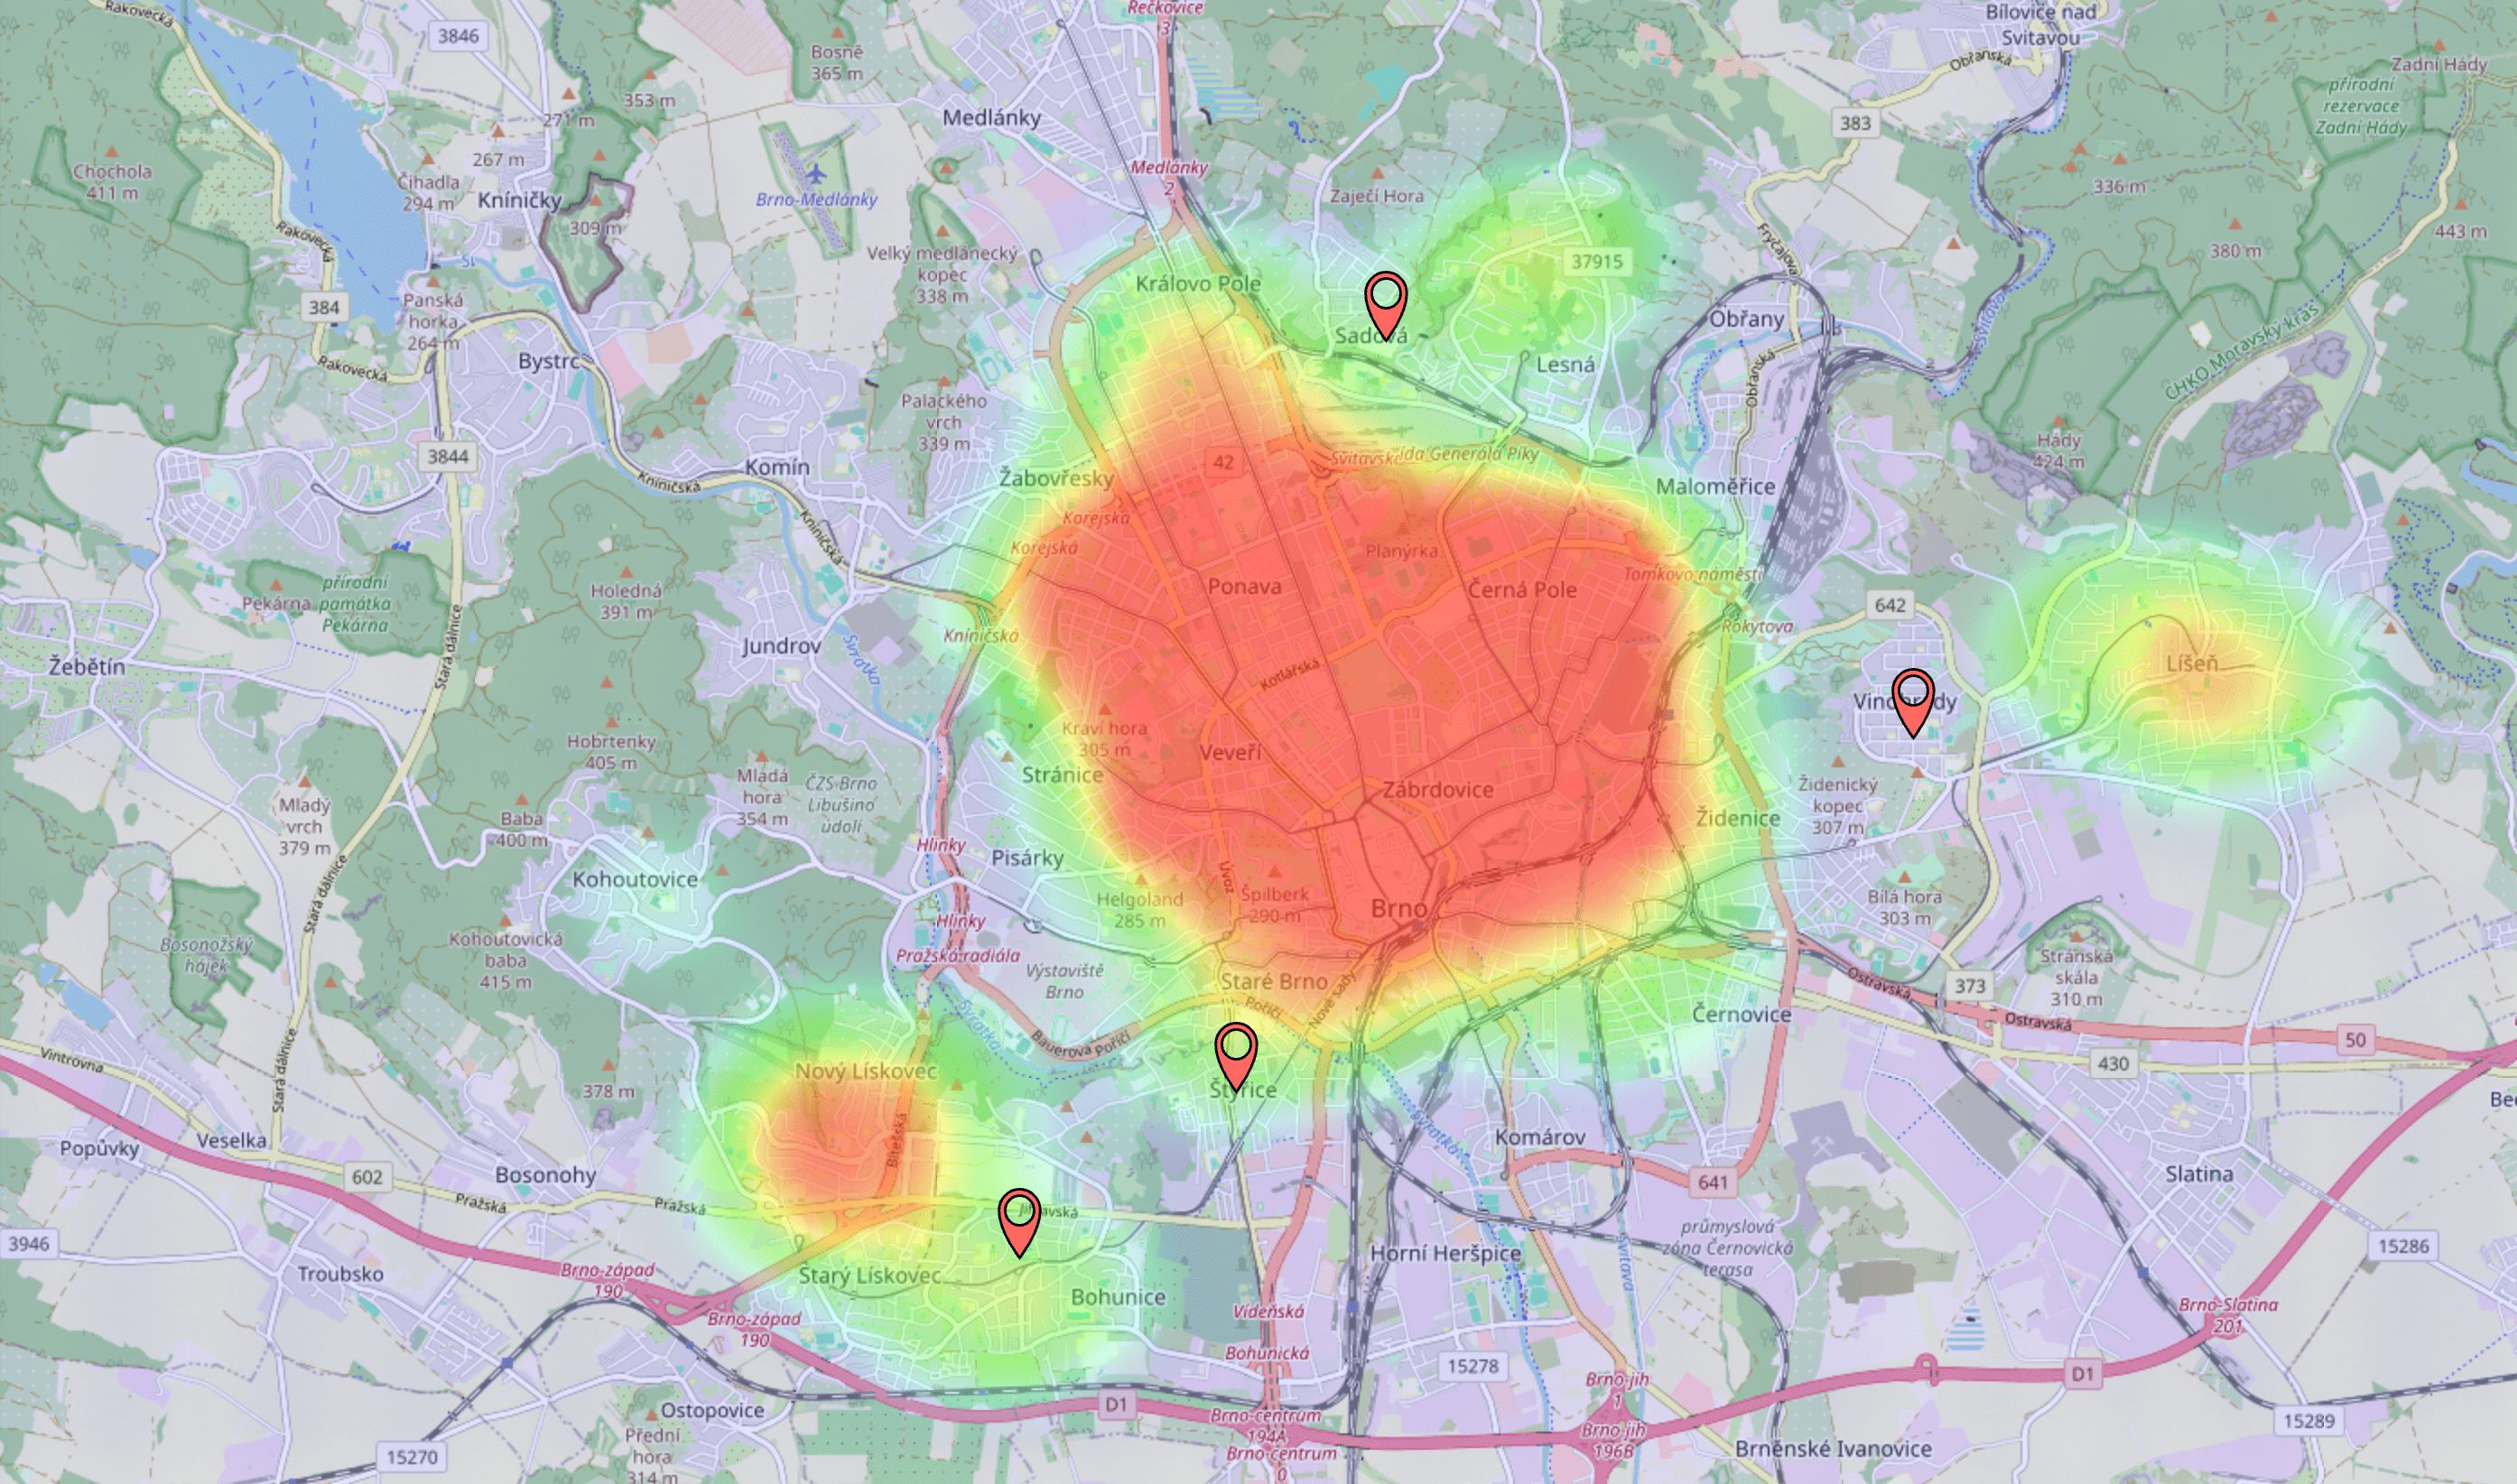 Rakovecká
3846
Řečkovice
3
Bílovice nad
Svitavou
Obřanská
Bosně
365 m
Zadní Hády
353 m
271 m
Medlánky
383
přírodní
rezervace
Zadní Hády
Chochola
411 m
267 m
Čihadla
294 m
Kníničky
309 m
Brno-Medlánky
Medlánky
2
Zaječí Hora
336 m
Rakovecká
Velký medlánecký
kopec
338 m
Královo Pole
37915
Fryčajova
380 m
443 m
384
Panská
horka
264 m
Sadová
Obřany
Svitava
CHKO Moravský kras
Rakovecká
Bystrc
Lesná
Obřanská
Palackého
vrch
339 m
3844
Komín
Kníničská
Žabovřesky
42
Svitavská
Generála Píky
Hády
424 m
Maloměřice
Kníničská
Korejská
Korejská
Planýrka
Pekárna
přírodní
památka
Pekárna
Holedná
391 m
Ponava
Černá Pole
Tomkovo náměstí
642
Rokytova
Stará dálnice
Jundrov
Svratka
Kníničská
Žebětín
Kotlářská
Líšeň
Vinohrady
Hobrtenky
405 m
Kraví hora
305 m
Veveří
Stránice
Mladá
hora
354 m
ČZS-Brno
Libušino
údolí
Zábrdovice
Židenický
kopec
307 m
Mladý
vrch
379 m
Baba
400 m
Židenice
Hlinky
Pisárky
Stará dálnice
Kohoutovice
Úvoz
Helgoland
285 m
Špilberk
290 m
Brno
Bílá hora
303 m
Hlinky
Bosonožský
hájek
Kohoutovická
baba
415 m
Pražská radiála
Výstaviště
Brno
Staré Brno
Poříčí
Nové sady
Ostravská
373
Stránská
skála
310 m
Černovice
Ostravská
50
430
Svratka
Bauerova
Poříčí
Vintrovna
Stará dálnice
Nový Lískovec
378 m
Štýřice
Be
Popůvky
Veselka
Bítešská
Svratka
Komárov
602
Bosonohy
Pražská
Pražská
Jihlavská
641
Slatina
3946
Troubsko
Brno-západ
190
Starý Lískovec
Bohunice
Horní Heršpice
Svitava
průmyslová
zóna Černovická
terasa
15286
Brno-západ
190
Vídeňská
Brno-Slatina
201
Bohunická
15278
D1
Brno-jih
1
Ostopovice
D1
Brno-centrum
194A
Brno-centrum
0
Brno-jih
196B
15289
15270
Přední
hora
314 m
Brněnské Ivanovice